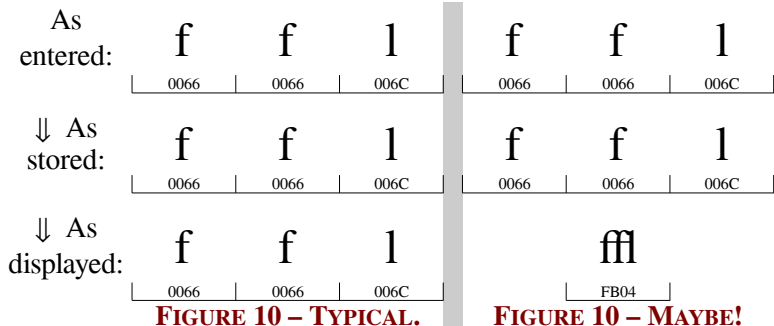 As entered: f f l f f l
0066 0066 006C 0066 0066 006C
⇓ As stored: f f l f f l
0066 0066 006C 0066 0066 006C
⇓ As displayed: f f l ffl
0066 0066 006C FB04
FIGURE 10 – TYPICAL. FIGURE 10 – MAYBE!